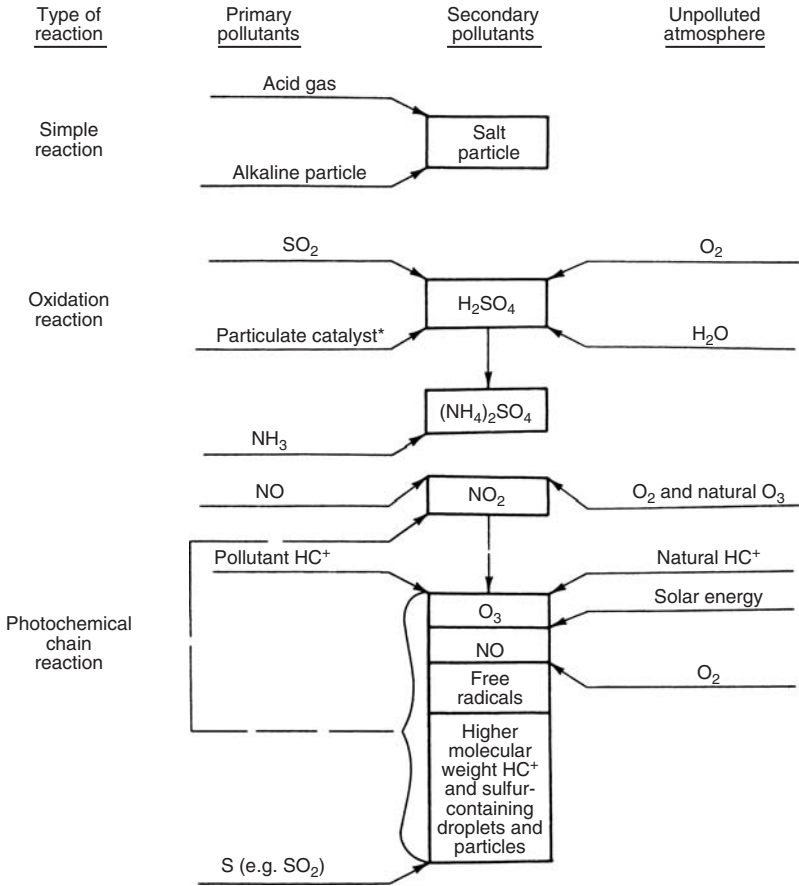 Type of
reaction
Primary
pollutants
Secondary
pollutants
Unpolluted
atmosphere
Simple
reaction
Acid gas
Alkaline particle
Salt
particle
Oxidation
reaction
SO₂
Particulate catalyst*
H₂SO₄
O₂
H₂O
NH₃
(NH₄)₂SO₄
Photochemical
chain
reaction
NO
NO₂
O₂ and natural O₃
Pollutant HC⁺
Natural HC⁺
Solar energy
O₂
O₃
NO
Free
radicals
Higher
molecular
weight HC⁺
and sulfur-
containing
droplets and
particles
S (e.g. SO₂)